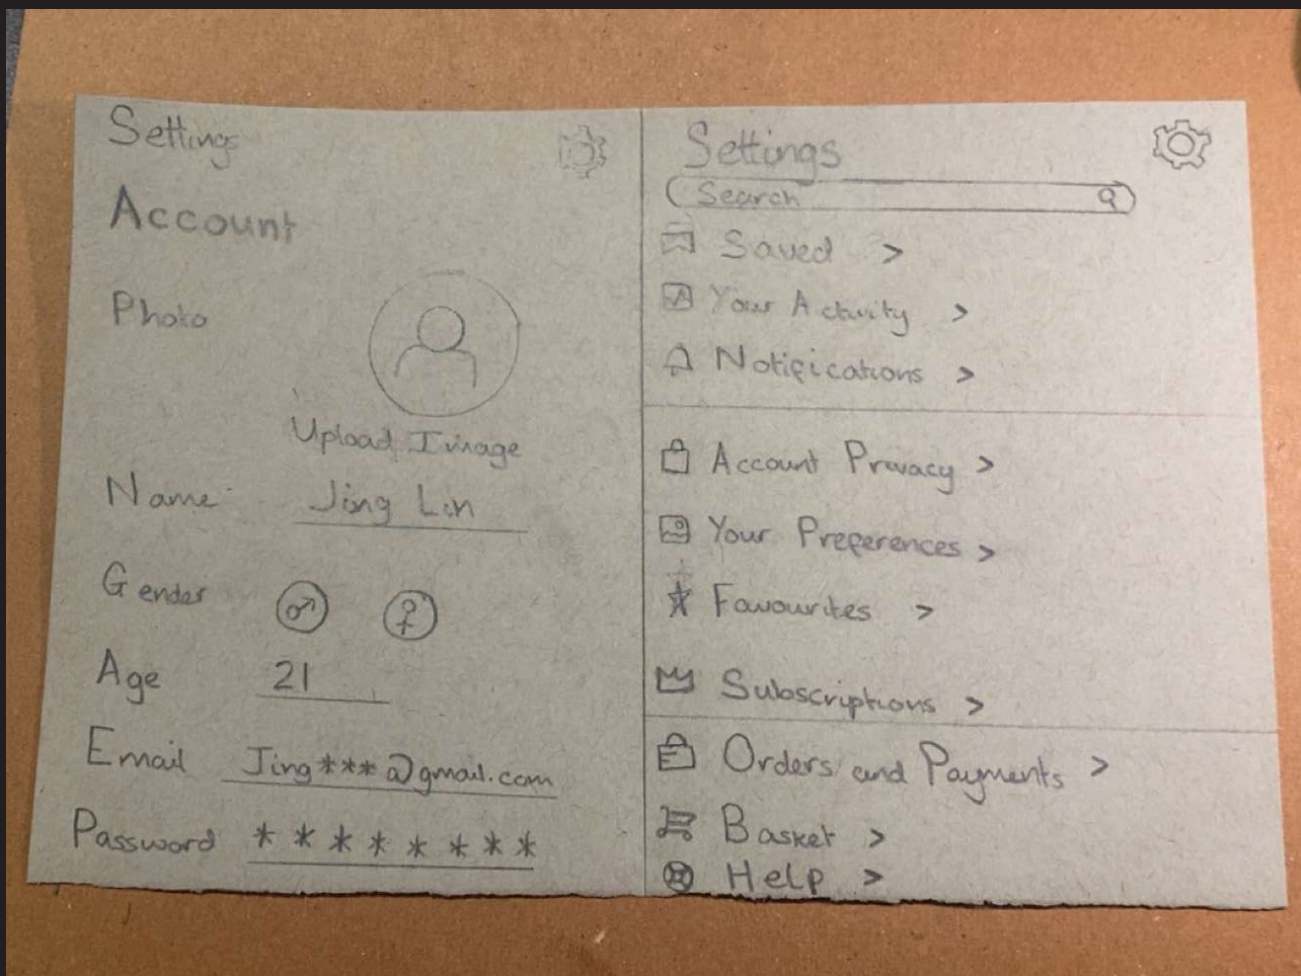 Settings
Account
Photo
Upload Image
Name
Jing Lin
Gender
Age 21
Email Jing***@gmail.com
Password ********
Settings
Search
Saved >
Your Activity >
Notifications >
Account Privacy >
Your Preferences >
Favourites >
Subscriptions >
Orders and Payments >
Basket >
Help >